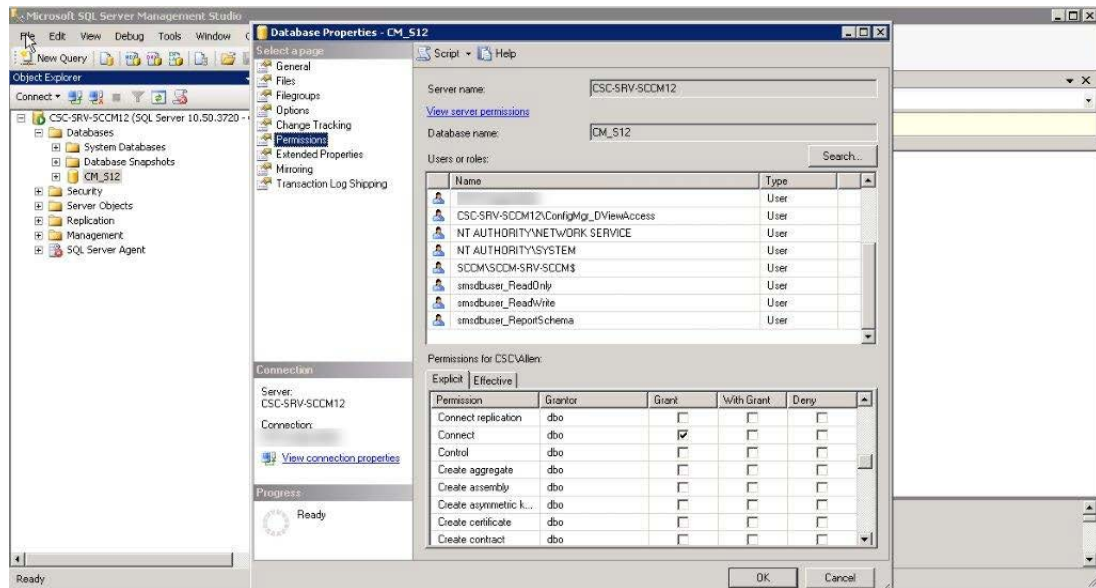 Microsoft SQL Server Management Studio
File Edit View Debug Tools Window
New Query
Object Explorer
Connect
CSC-SRV-SCCM12 (SQL Server 10.50.3720 -
Databases
System Databases
Database Snapshots
CM_S12
Security
Server Objects
Replication
Management
SQL Server Agent
Ready
Database Properties - CM_S12
Select a page
General
Files
Filegroups
Options
Change Tracking
Permissions
Extended Properties
Mirroring
Transaction Log Shipping
Connection
Server:
CSC-SRV-SCCM12
Connection:
View connection properties
Progress
Ready
Script Help
Server name: CSC-SRV-SCCM12
View server permissions
Database name: CM_S12
Users or roles: Search...
Name Type
User
CSC-SRV-SCCM12\ConfigMgr_DViewAccess User
NT AUTHORITY\NETWORK SERVICE User
NT AUTHORITY\SYSTEM User
SCCM\SCCM-SRV-SCCM$ User
smsdbuser_ReadOnly User
smsdbuser_ReadWrite User
smsdbuser_ReportSchema User
Permissions for CSC\Allen:
Explicit Effective
Permission Grantor Grant With Grant Deny
Connect replication dbo
Connect dbo
Control dbo
Create aggregate dbo
Create assembly dbo
Create asymmetric k... dbo
Create certificate dbo
Create contract dbo
OK Cancel